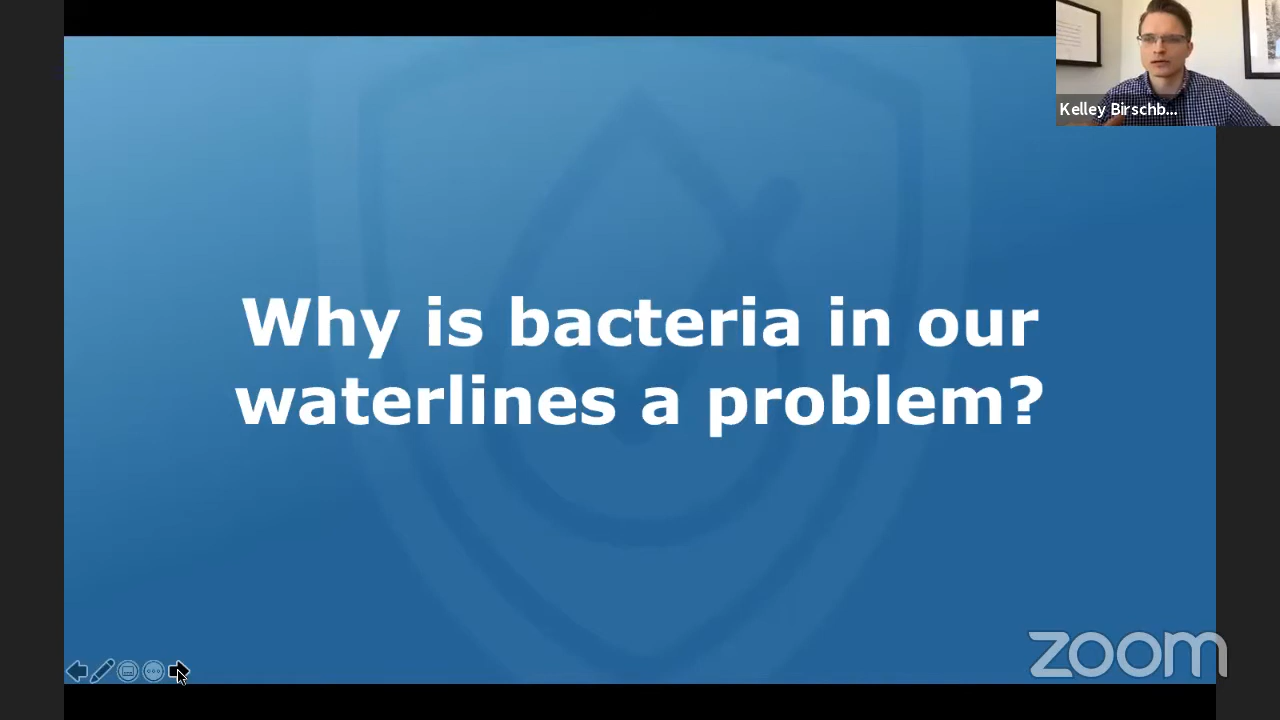 Kelley Birschb...
Why is bacteria in our
waterlines a problem?
zoom